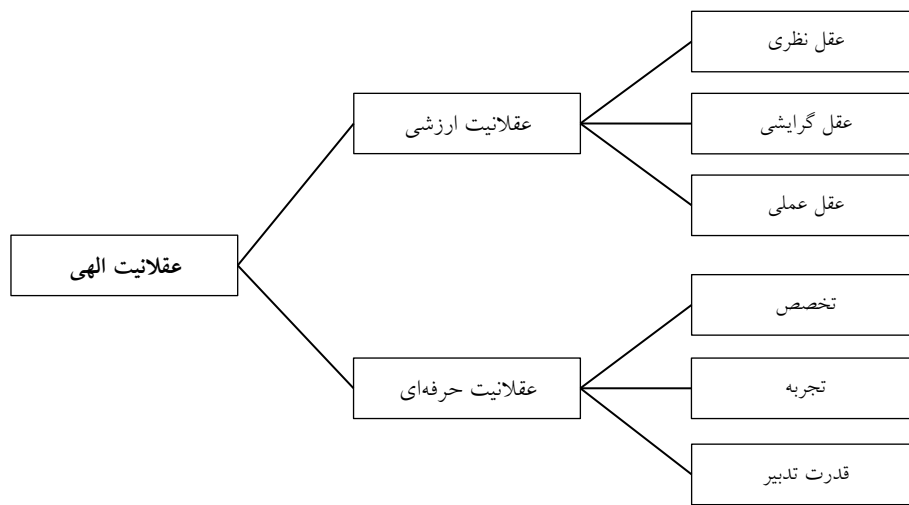 عقل نظری
عقلانیت ارزشی
عقل گرایشی
عقل عملی
عقلانیت الهی
تخصص
عقلانیت حرفه‌ای
تجربه
قدرت تدبیر